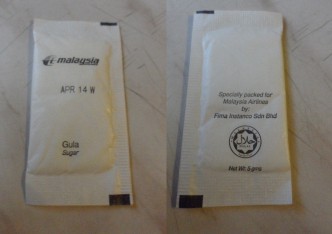 malaysia
APR 14 W
Gula
Sugar
Specially packed for
Malaysia Airlines
by:
Fima Instanco Sdn Bhd
Net Wt 5 gms